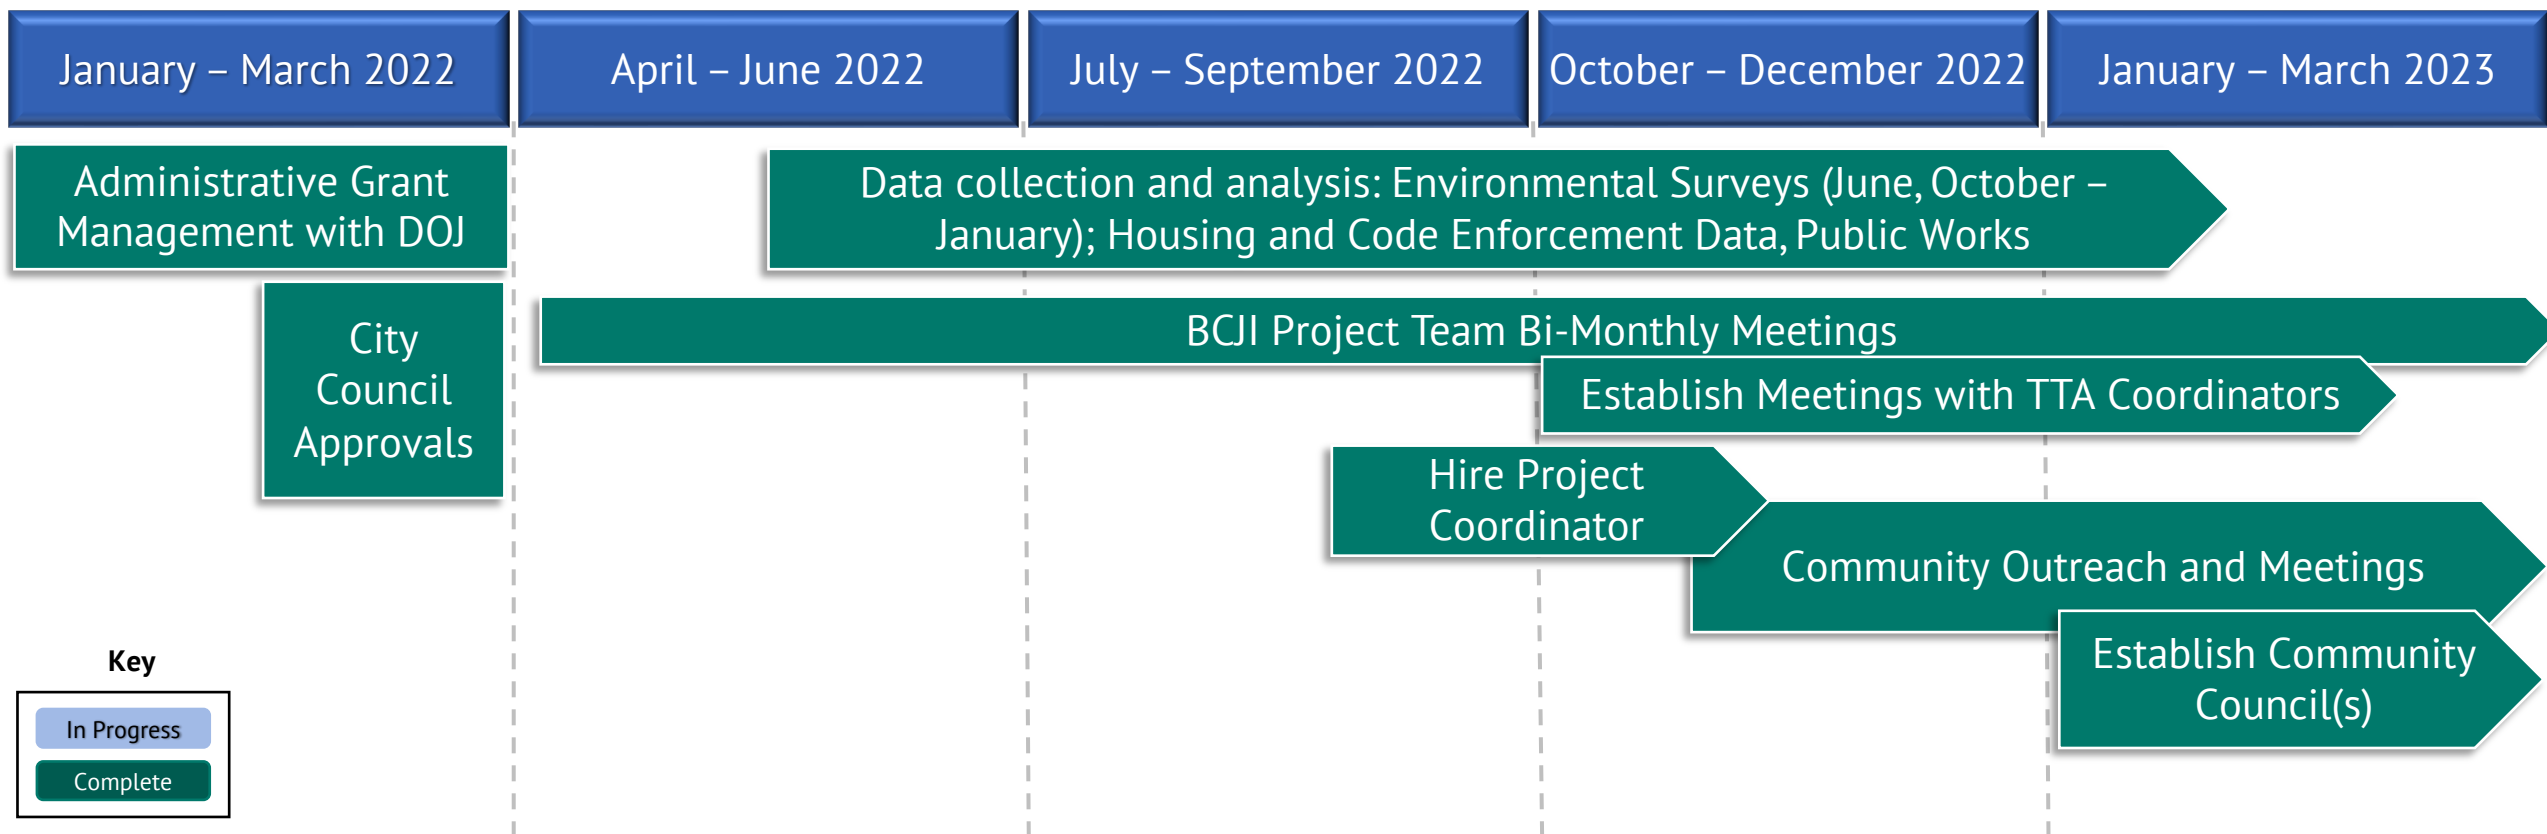 January – March 2022
April – June 2022
July – September 2022
October – December 2022
January – March 2023
Administrative Grant
Management with DOJ
Data collection and analysis: Environmental Surveys (June, October –
January); Housing and Code Enforcement Data, Public Works
City
Council
Approvals
BCJI Project Team Bi-Monthly Meetings
Establish Meetings with TTA Coordinators
Hire Project
Coordinator
Community Outreach and Meetings
Establish Community
Council(s)
Key
In Progress
Complete